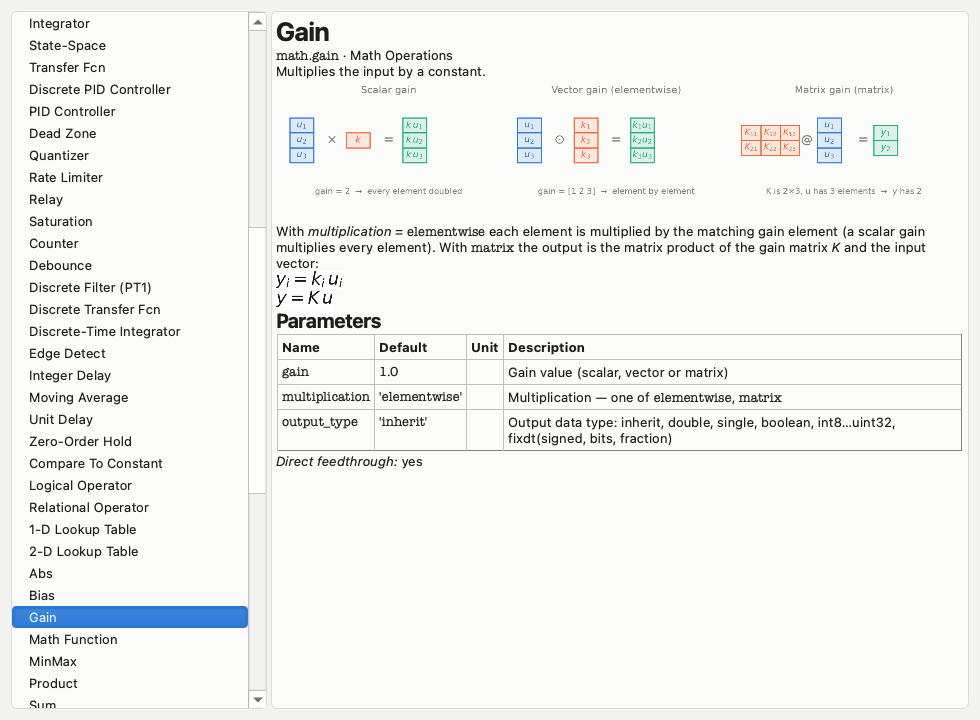 Integrator
State-Space
Transfer Fcn
Discrete PID Controller
PID Controller
Dead Zone
Quantizer
Rate Limiter
Relay
Saturation
Counter
Debounce
Discrete Filter (PT1)
Discrete Transfer Fcn
Discrete-Time Integrator
Edge Detect
Integer Delay
Moving Average
Unit Delay
Zero-Order Hold
Compare To Constant
Logical Operator
Relational Operator
1-D Lookup Table
2-D Lookup Table
Abs
Bias
Gain
Math Function
MinMax
Product
Sum
Gain
math.gain · Math Operations
Multiplies the input by a constant.
Scalar gain Vector gain (elementwise) Matrix gain (matrix)
u₁ k u₁ u₁ k₁ k₁u₁ K₁₁ K₁₂ K₁₃ u₁ y₁
u₂ × k = k u₂ u₂ ⊙ k₂ = k₂u₂ K₂₁ K₂₂ K₂₃ @ u₂ = y₂
u₃ k u₃ u₃ k₃ k₃u₃ u₃
gain = 2 → every element doubled gain = [1 2 3] → element by element K is 2×3, u has 3 elements → y has 2
With multiplication = elementwise each element is multiplied by the matching gain element (a scalar gain
multiplies every element). With matrix the output is the matrix product of the gain matrix K and the input
vector:
yᵢ = kᵢ uᵢ
y = K u
Parameters
Name Default Unit Description
gain 1.0 Gain value (scalar, vector or matrix)
multiplication 'elementwise' Multiplication — one of elementwise, matrix
output_type 'inherit' Output data type: inherit, double, single, boolean, int8…uint32,
fixdt(signed, bits, fraction)
Direct feedthrough: yes